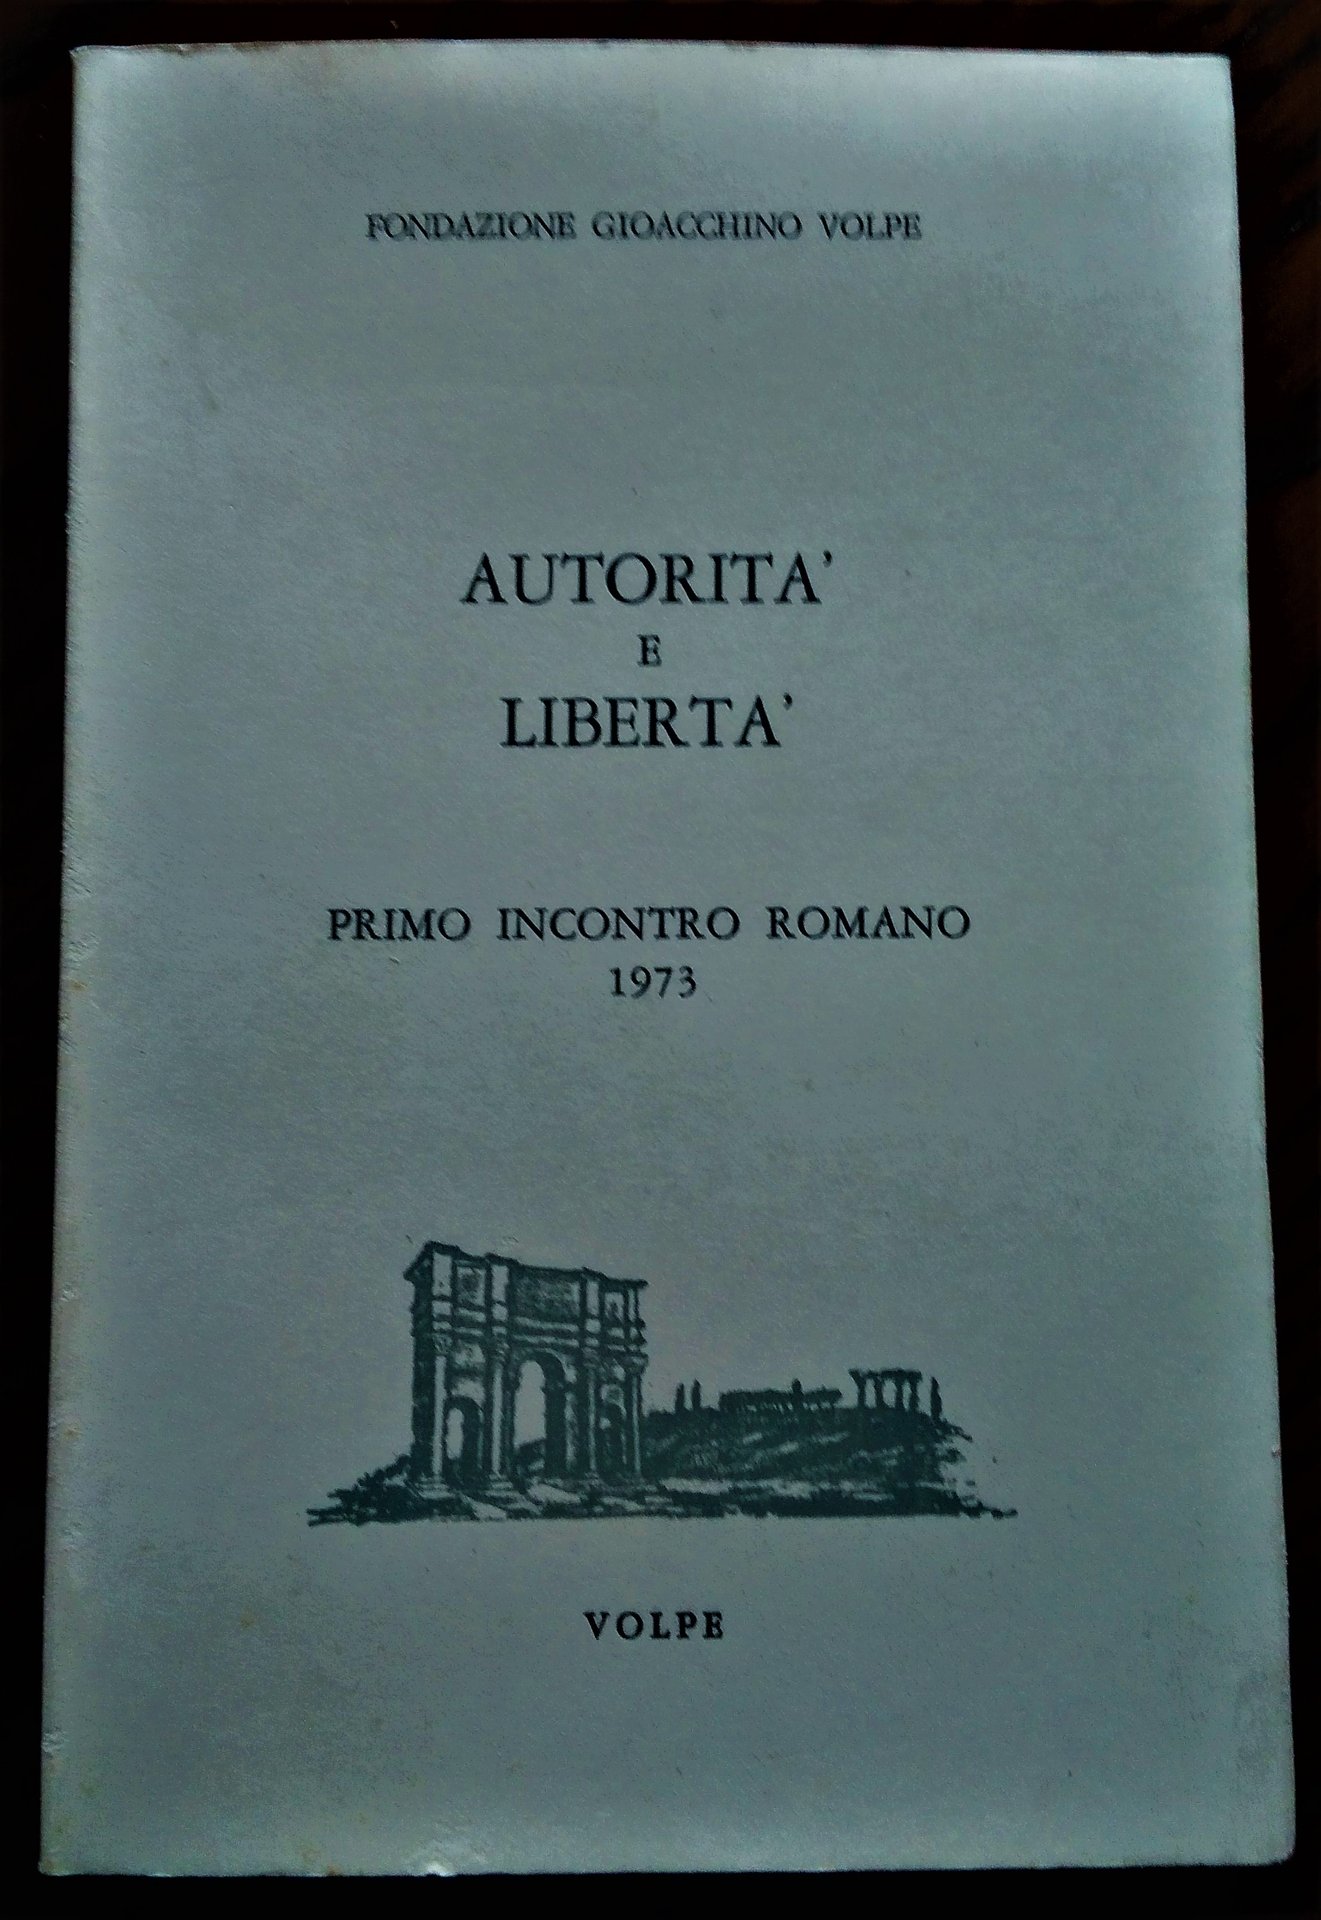 FONDAZIONE GIOACCHINO VOLPE
AUTORITA'
E
LIBERTA'
PRIMO INCONTRO ROMANO
1973
VOLPE